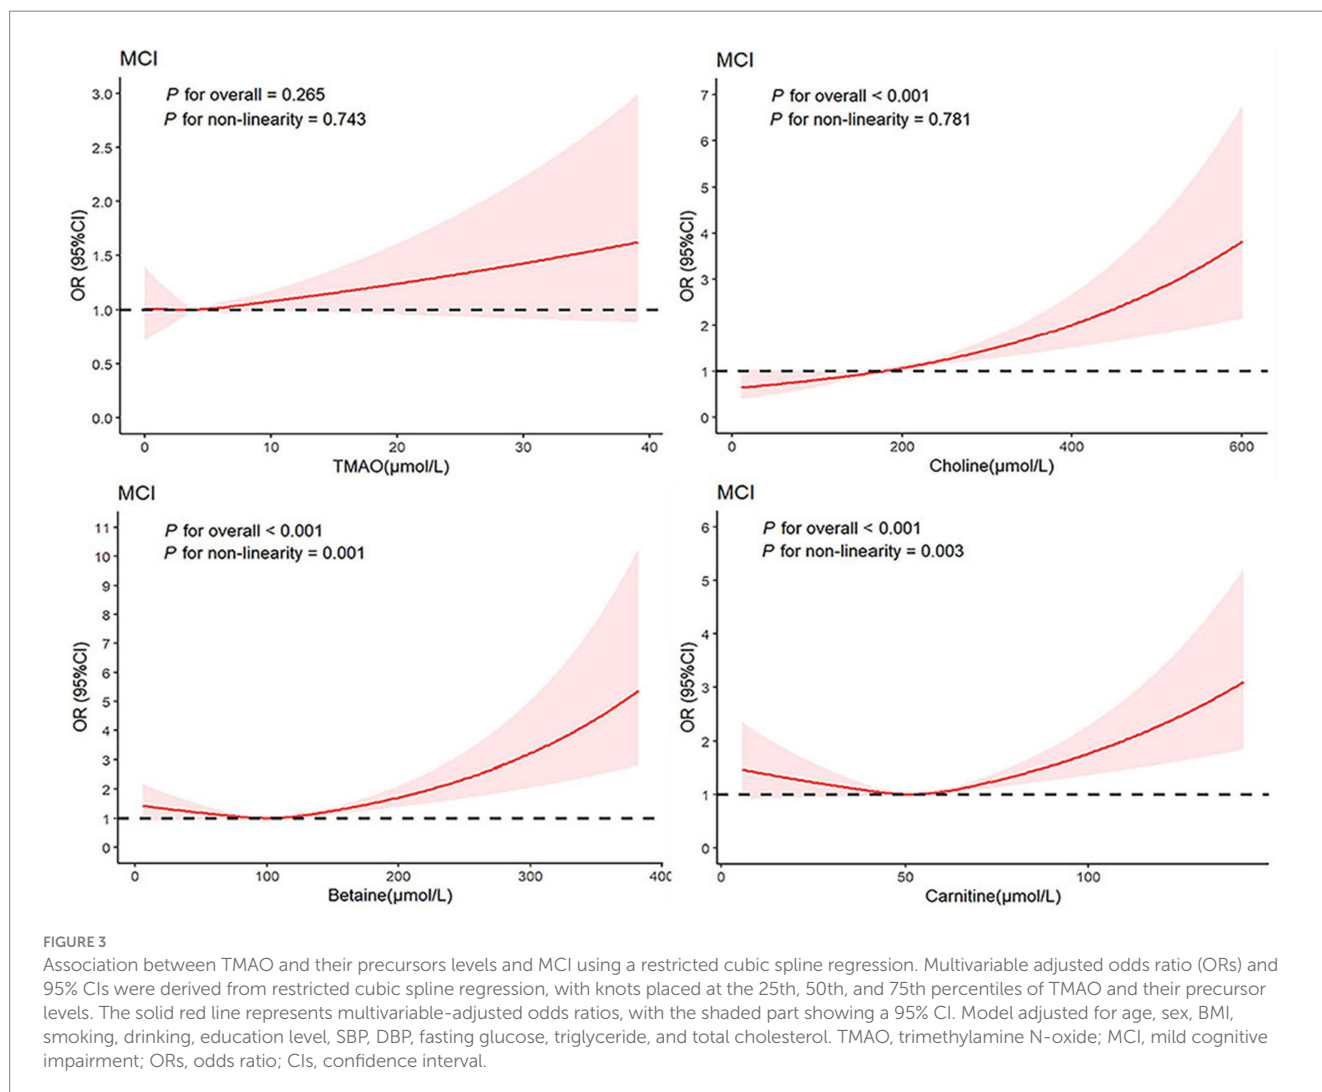 MCI
P for overall = 0.265
P for non-linearity = 0.743
3.0
2.5
2.0
1.5
1.0
0.5
0.0
OR (95%CI)
0 10 20 30 40
TMAO(µmol/L)
MCI
P for overall < 0.001
P for non-linearity = 0.781
7
6
5
4
3
2
1
0
OR (95%CI)
0 200 400 600
Choline(µmol/L)
MCI
P for overall < 0.001
P for non-linearity = 0.001
11
10
9
8
7
6
5
4
3
2
1
0
OR (95%CI)
0 100 200 300 400
Betaine(µmol/L)
MCI
P for overall < 0.001
P for non-linearity = 0.003
6
5
4
3
2
1
0
OR (95%CI)
0 50 100
Carnitine(µmol/L)
FIGURE 3
Association between TMAO and their precursors levels and MCI using a restricted cubic spline regression. Multivariable adjusted odds ratio (ORs) and
95% CIs were derived from restricted cubic spline regression, with knots placed at the 25th, 50th, and 75th percentiles of TMAO and their precursor
levels. The solid red line represents multivariable-adjusted odds ratios, with the shaded part showing a 95% CI. Model adjusted for age, sex, BMI,
smoking, drinking, education level, SBP, DBP, fasting glucose, triglyceride, and total cholesterol. TMAO, trimethylamine N-oxide; MCI, mild cognitive
impairment; ORs, odds ratio; CIs, confidence interval.